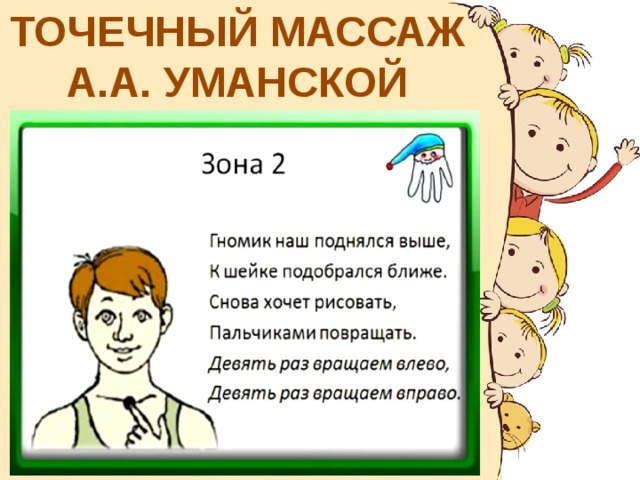 ТОЧЕЧНЫЙ МАССАЖ
А.А. УМАНСКОЙ
Зона 2
Гномик наш поднялся выше,
К шейке подобрался ближе.
Снова хочет рисовать,
Пальчиками повращать.
Девять раз вращаем влево,
Девять раз вращаем вправо.